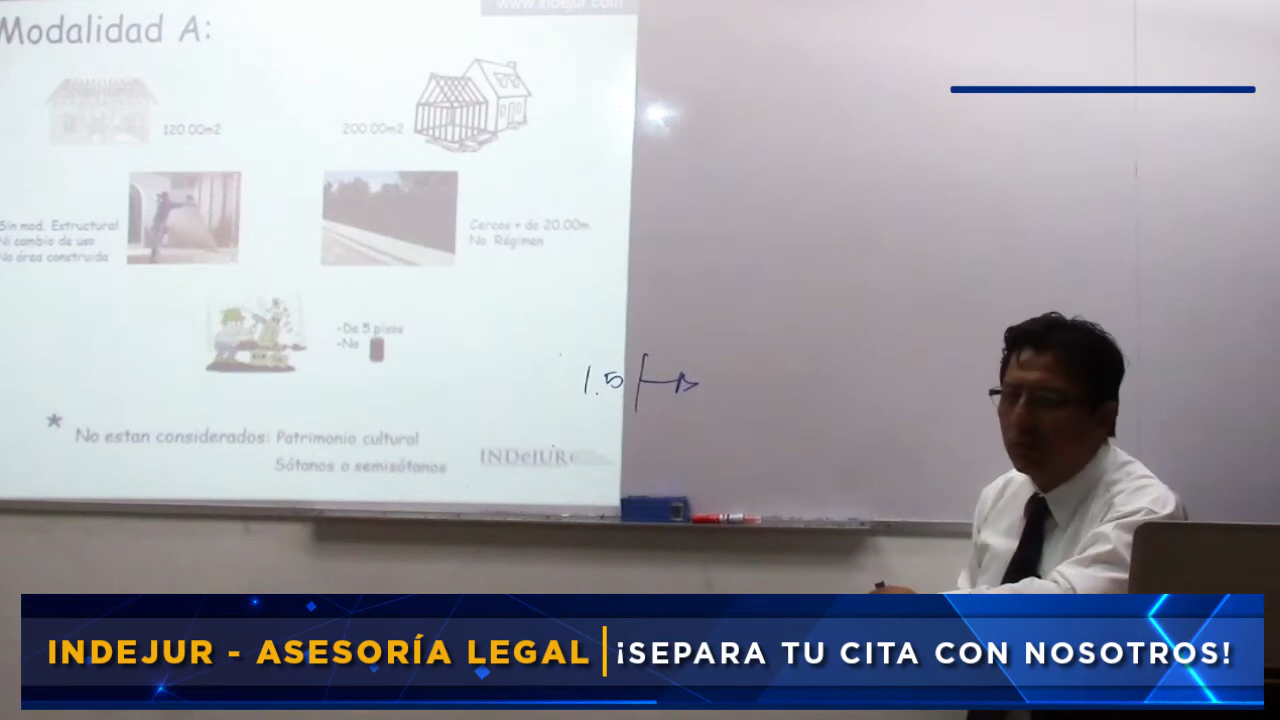 www.indejur.com
Modalidad A:
120.00m2
200.00m2
Sin mod. Estructural
Ni cambio de uso
No área construida
Cercos + de 20.00m.
No Régimen
-De 5 pisos
-No
1.5
* No estan considerados: Patrimonio cultural
Sótanos o semisótanos
INDeJUR
INDEJUR - ASESORÍA LEGAL
¡SEPARA TU CITA CON NOSOTROS!